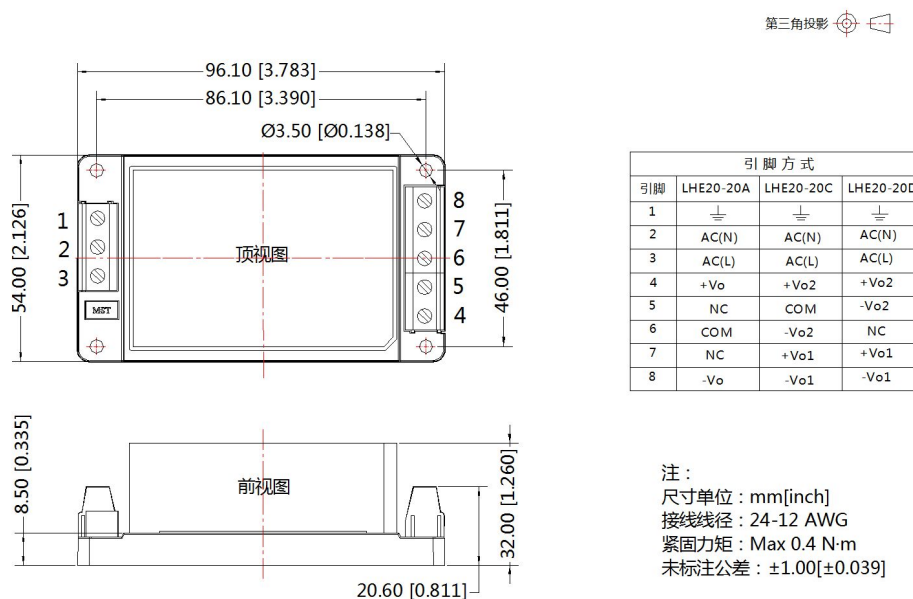 第三角投影
96.10 [3.783]
86.10 [3.390]
Ø3.50 [Ø0.138]
54.00 [2.126]
1
2
3
顶视图
8
7
6
5
4
46.00 [1.811]
引脚方式
引脚 LHE20-20A LHE20-20C LHE20-20D
1
2 AC(N) AC(N) AC(N)
3 AC(L) AC(L) AC(L)
4 +Vo +Vo2 +Vo2
5 NC COM -Vo2
6 COM -Vo2 NC
7 NC +Vo1 +Vo1
8 -Vo -Vo1 -Vo1
8.50 [0.335]
前视图
32.00 [1.260]
20.60 [0.811]
注：
尺寸单位：mm[inch]
接线线径：24-12 AWG
紧固力矩：Max 0.4 N·m
未标注公差：±1.00[±0.039]